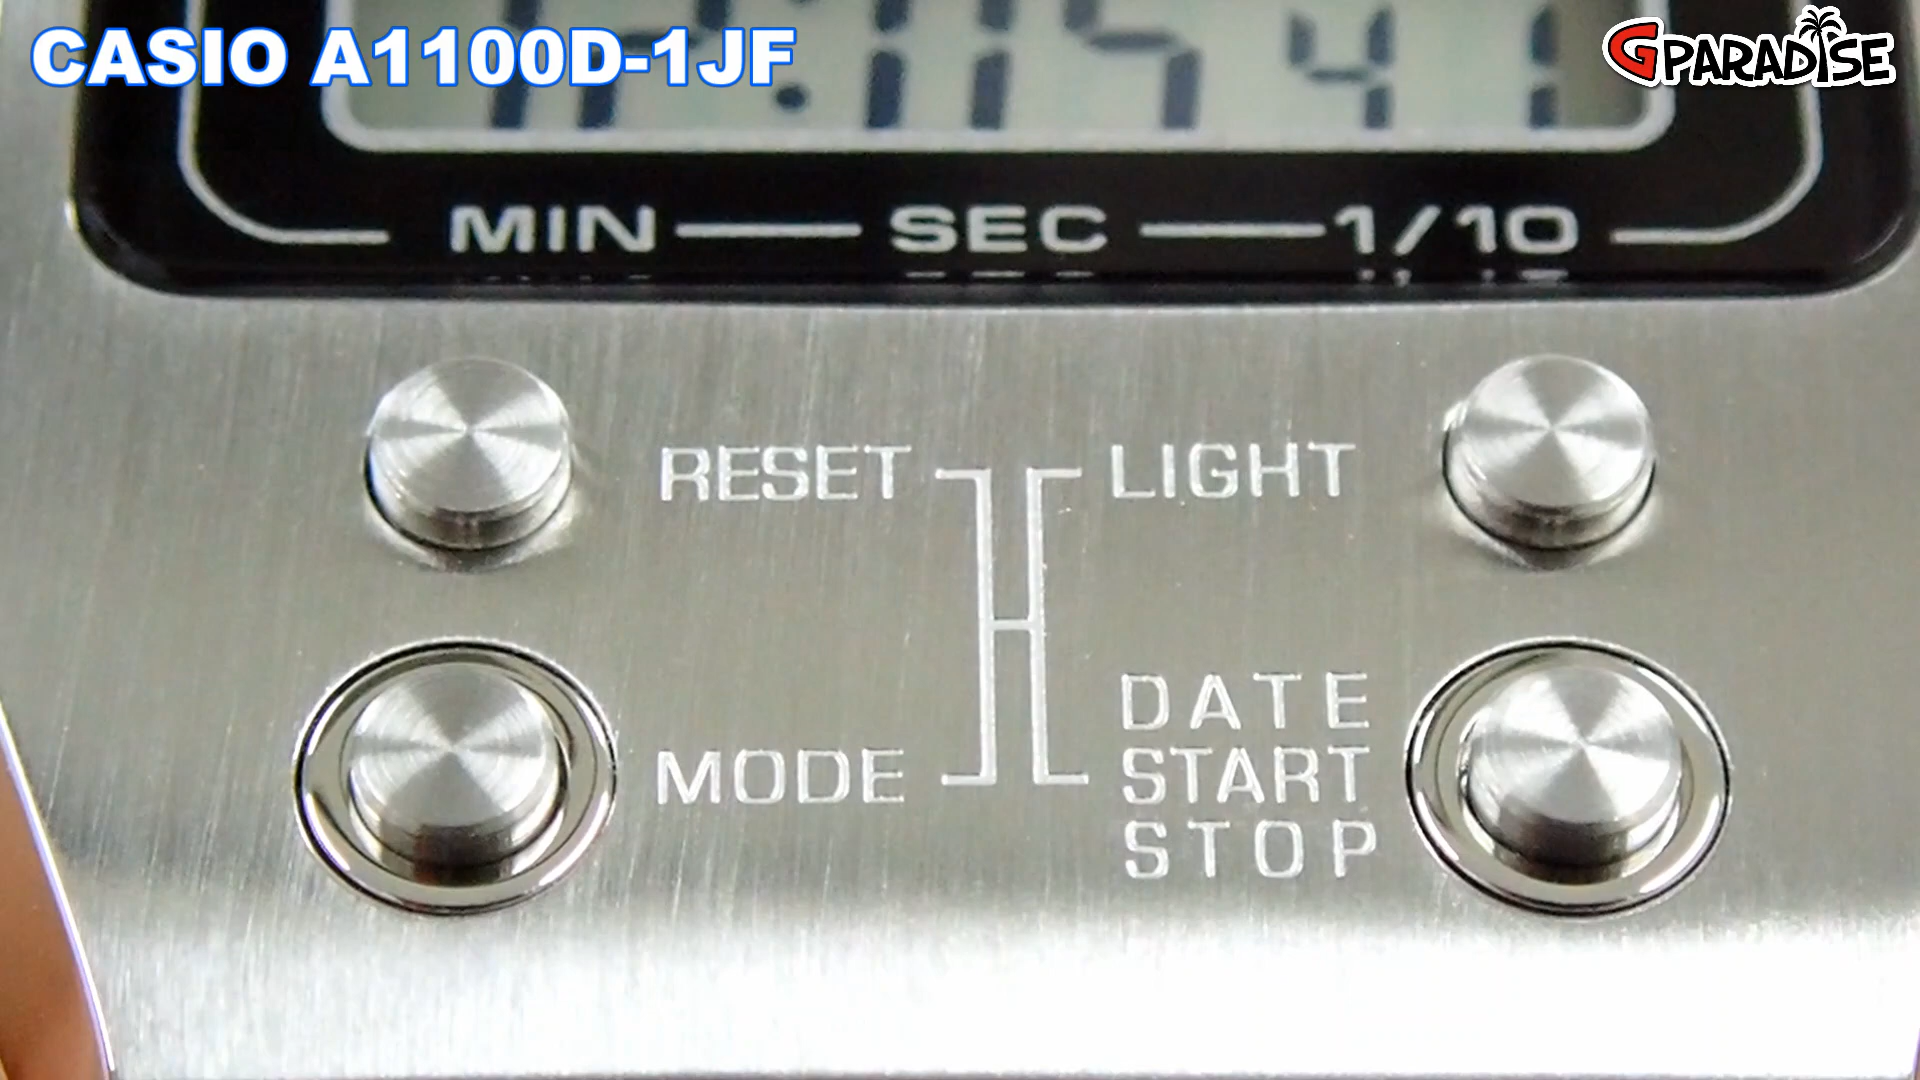 CASIO A1100D-1JF
GPARADISE
MIN SEC 1/10
RESET LIGHT
MODE
DATE
START
STOP